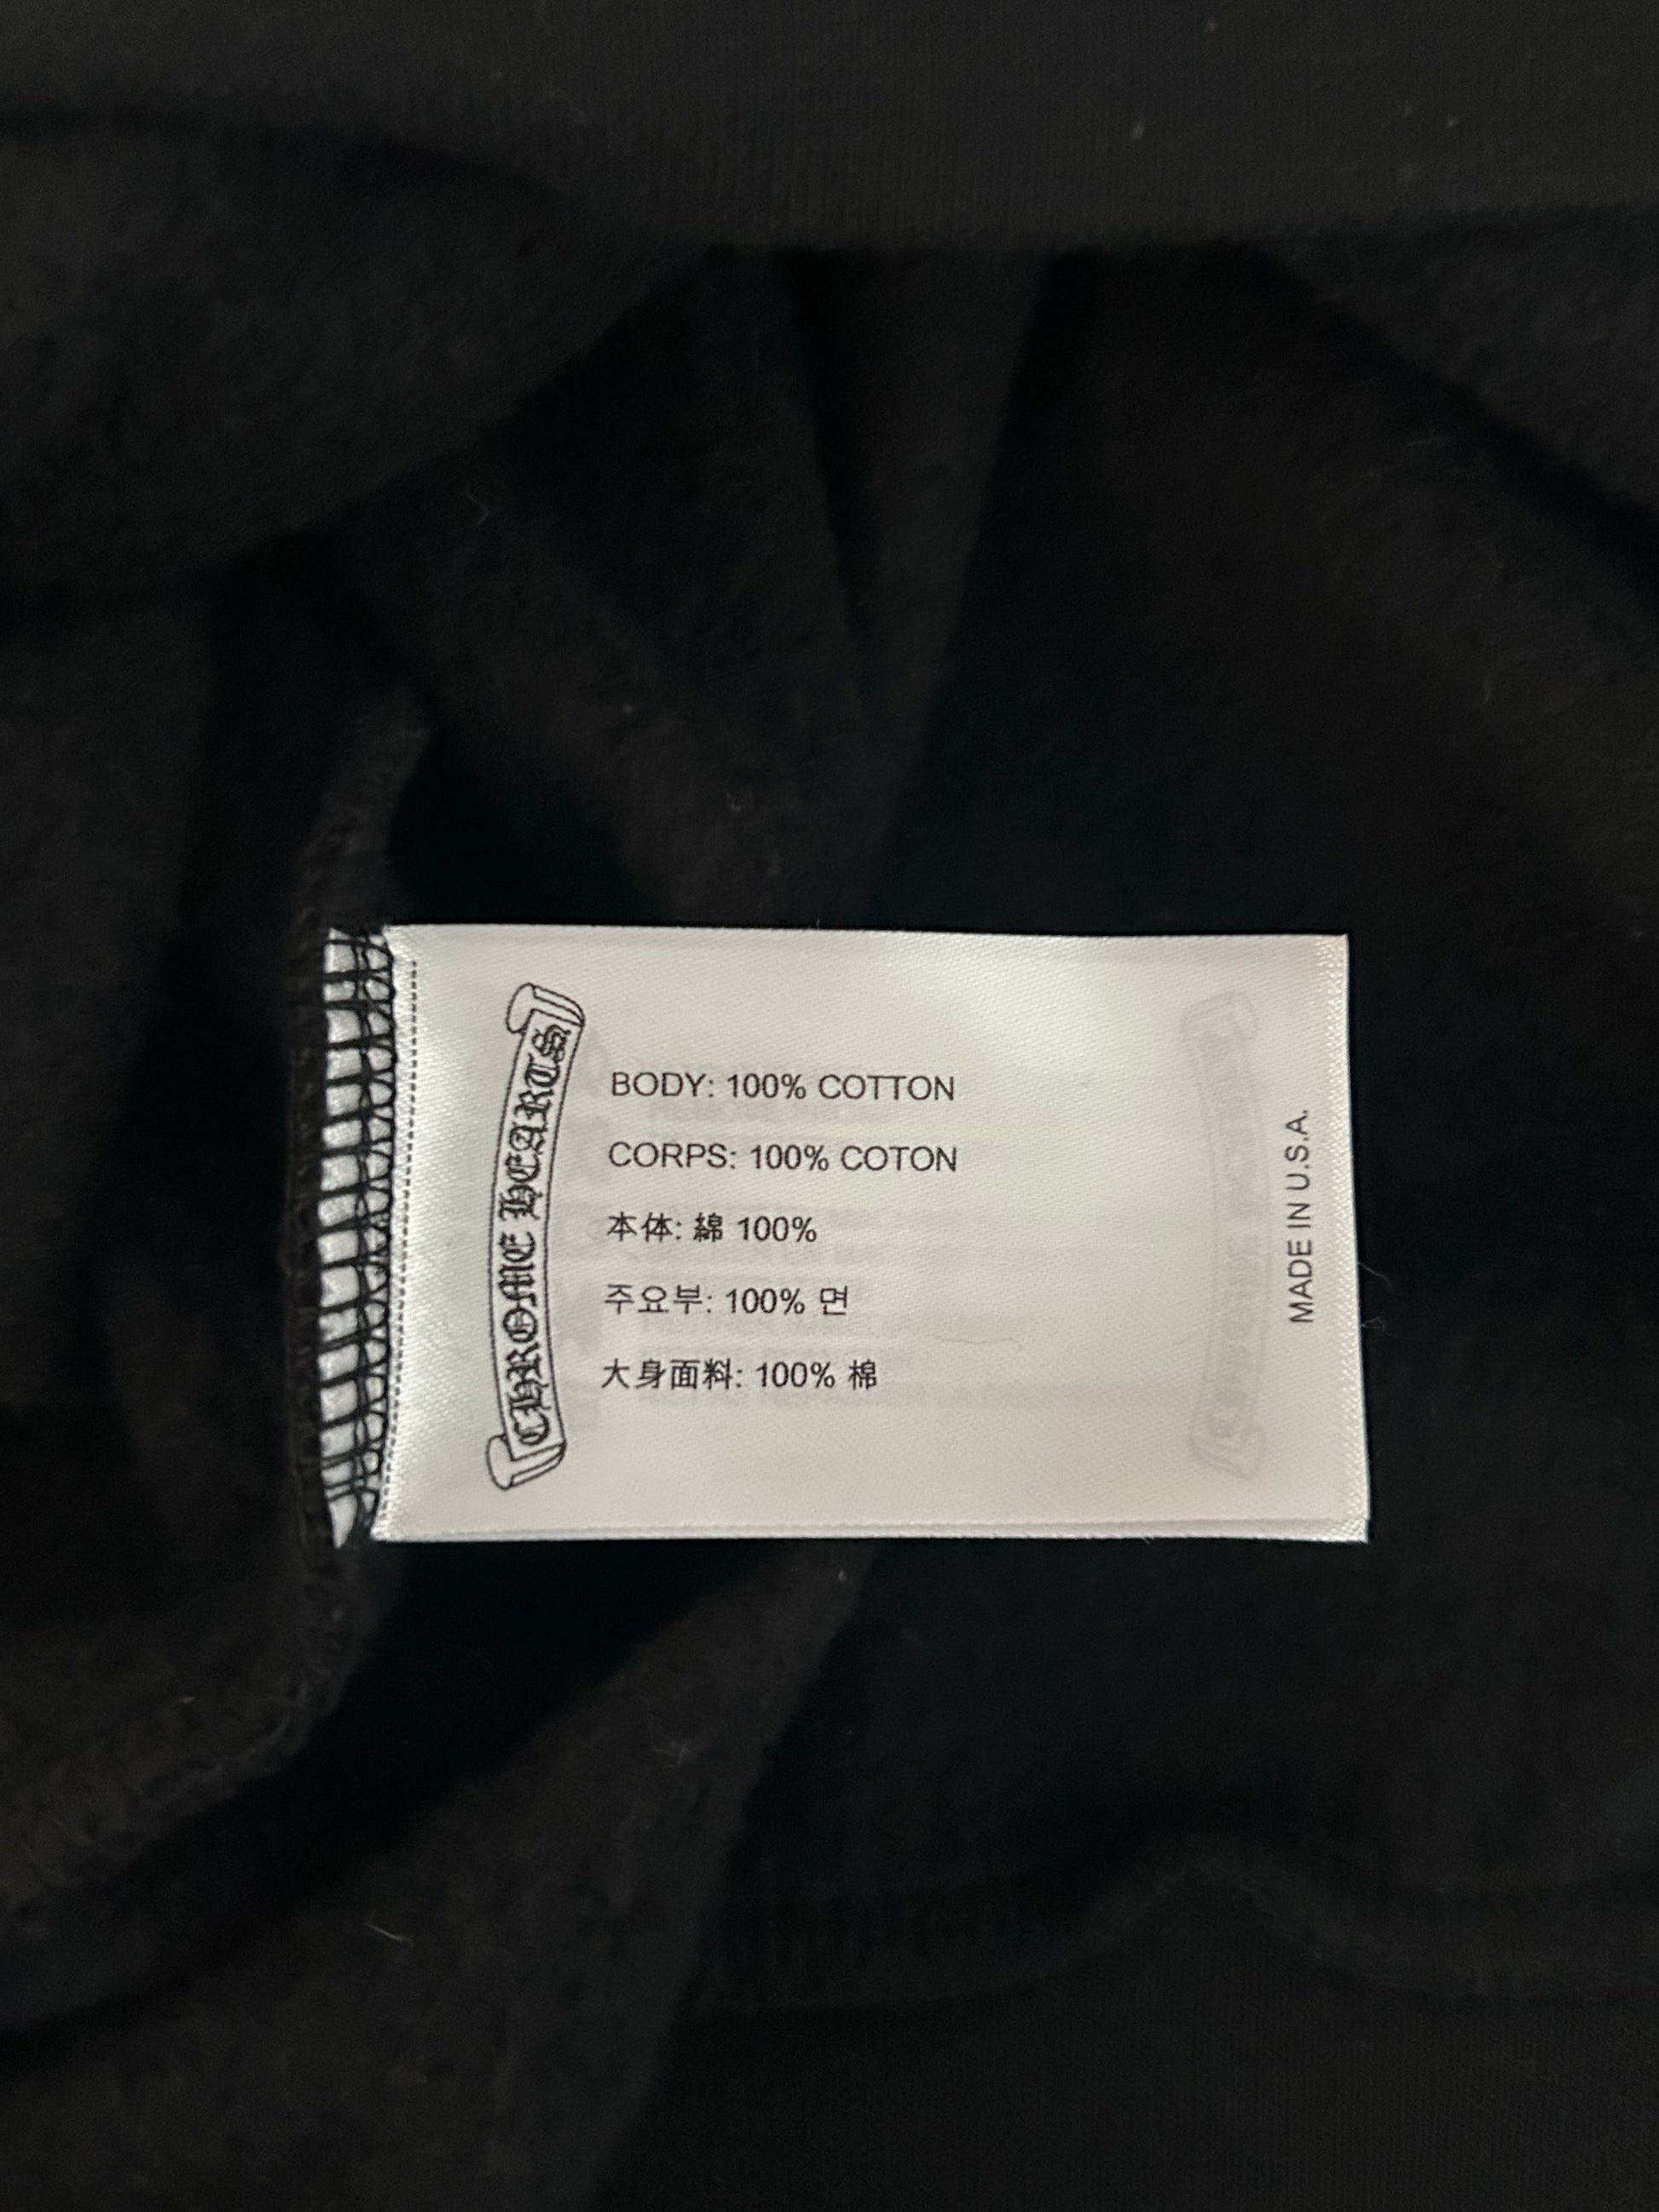 CHROME HEARTS
BODY: 100% COTTON
CORPS: 100% COTON
本体: 綿 100%
주요부: 100% 면
大身面料: 100% 棉
MADE IN U.S.A.